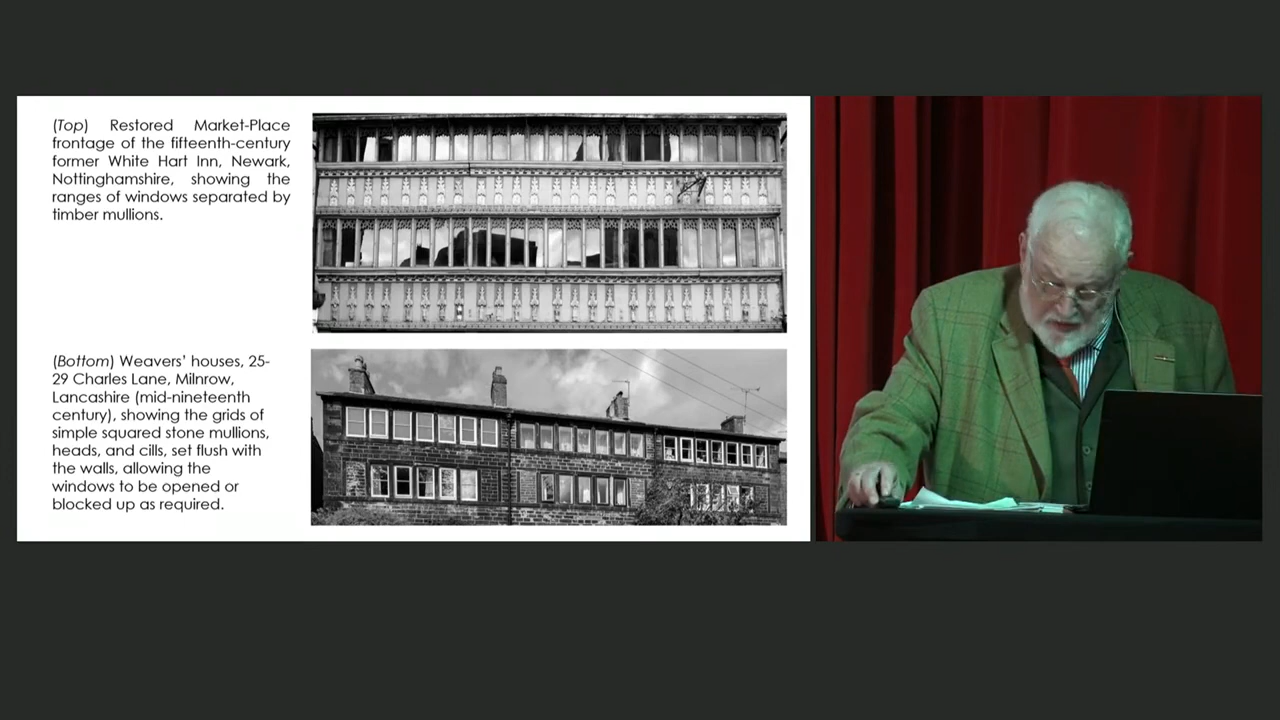 (Top) Restored Market-Place
frontage of the fifteenth-century
former White Hart Inn, Newark,
Nottinghamshire, showing the
ranges of windows separated by
timber mullions.
(Bottom) Weavers' houses, 25-
29 Charles Lane, Milnrow,
Lancashire (mid-nineteenth
century), showing the grids of
simple squared stone mullions,
heads, and cills, set flush with
the walls, allowing the
windows to be opened or
blocked up as required.